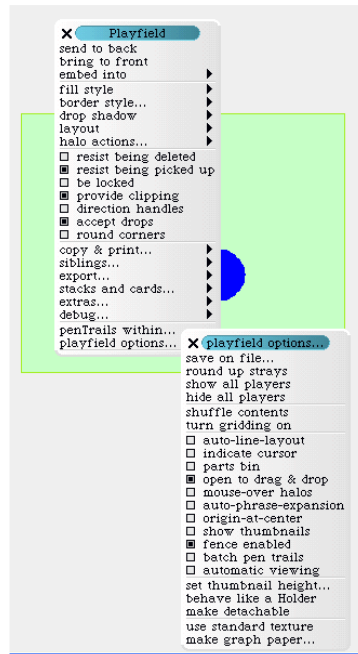 Playfield
send to back
bring to front
embed into
fill style
border style...
drop shadow
layout
halo actions...
resist being deleted
resist being picked up
be locked
provide clipping
direction handles
accept drops
round corners
copy & print...
siblings...
export...
stacks and cards...
extras...
debug...
penTrails within...
playfield options...
playfield options...
save on file...
round up strays
show all players
hide all players
shuffle contents
turn gridding on
auto-line-layout
indicate cursor
parts bin
open to drag & drop
mouse-over halos
auto-phrase-expansion
origin-at-center
show thumbnails
fence enabled
batch pen trails
automatic viewing
set thumbnail height...
behave like a Holder
make detachable
use standard texture
make graph paper...